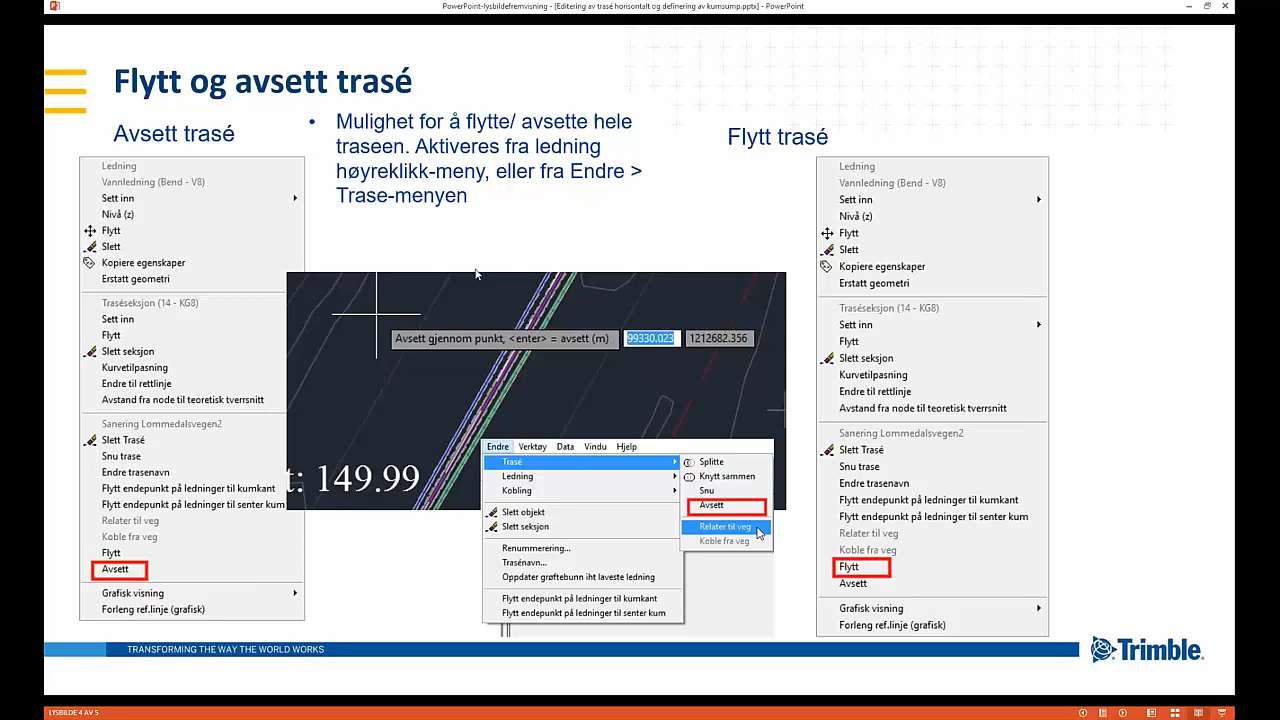 PowerPoint-lysbildefremvisning - [Editering av trasé horisontalt og definering av kumsump.pptx] - PowerPoint
Flytt og avsett trasé
Avsett trasé
• Mulighet for å flytte/ avsette hele
traseen. Aktiveres fra ledning
høyreklikk-meny, eller fra Endre >
Trase-menyen
Flytt trasé
Ledning
Vannledning (Bend - V8)
Sett inn
Nivå (z)
Flytt
Slett
Kopiere egenskaper
Erstatt geometri
Traséseksjon (14 - KG8)
Sett inn
Flytt
Slett seksjon
Kurvetilpasning
Endre til rettlinje
Avstand fra node til teoretisk tverrsnitt
Sanering Lommedalsvegen2
Slett Trasé
Snu trase
Endre trasenavn
Flytt endepunkt på ledninger til kumkant
Flytt endepunkt på ledninger til senter kum
Relater til veg
Koble fra veg
Flytt
Avsett
Grafisk visning
Forleng ref.linje (grafisk)
Avsett gjennom punkt, <enter> = avsett (m)
99330.023
1212682.356
t: 149.99
Endre Verktøy Data Vindu Hjelp
Trasé
Ledning
Kobling
Slett objekt
Slett seksjon
Renummerering...
Trasénavn...
Oppdater grøftebunn iht laveste ledning
Flytt endepunkt på ledninger til kumkant
Flytt endepunkt på ledninger til senter kum
Splitte
Knytt sammen
Snu
Avsett
Relater til veg
Koble fra veg
Ledning
Vannledning (Bend - V8)
Sett inn
Nivå (z)
Flytt
Slett
Kopiere egenskaper
Erstatt geometri
Traséseksjon (14 - KG8)
Sett inn
Flytt
Slett seksjon
Kurvetilpasning
Endre til rettlinje
Avstand fra node til teoretisk tverrsnitt
Sanering Lommedalsvegen2
Slett Trasé
Snu trase
Endre trasenavn
Flytt endepunkt på ledninger til kumkant
Flytt endepunkt på ledninger til senter kum
Relater til veg
Koble fra veg
Flytt
Avsett
Grafisk visning
Forleng ref.linje (grafisk)
TRANSFORMING THE WAY THE WORLD WORKS
Trimble
LYSBILDE 4 AV 5